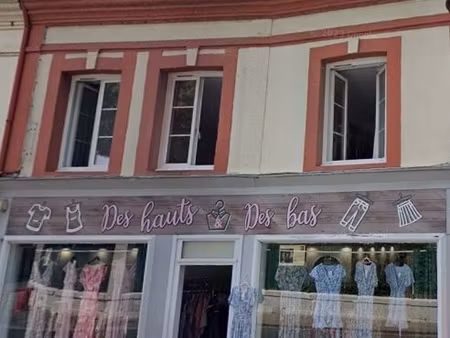 Des hauts & Des bas